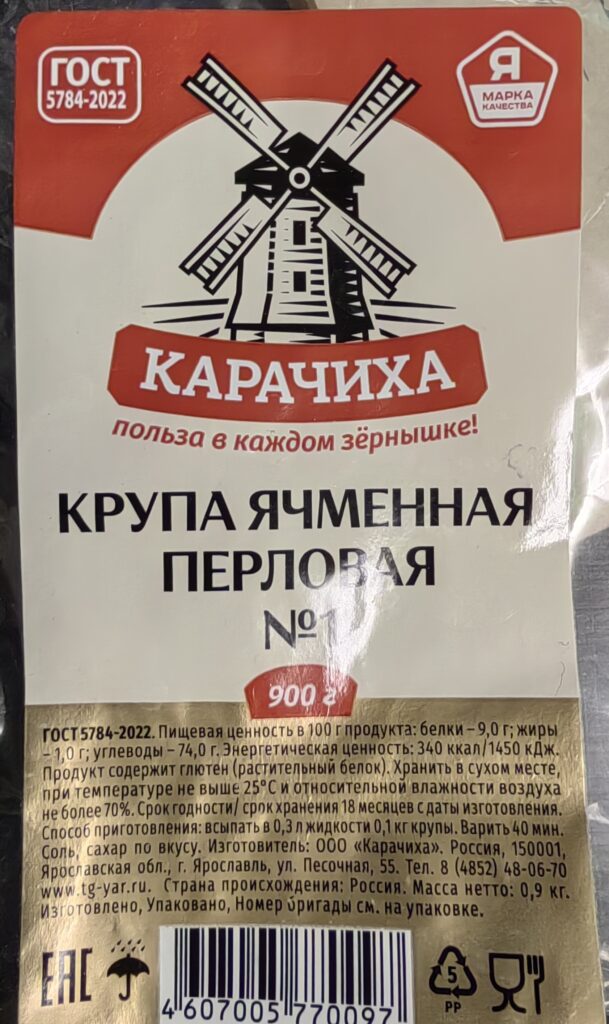 ГОСТ
5784-2022
Я
МАРКА
КАЧЕСТВА
КАРАЧИХА
польза в каждом зёрнышке!
КРУПА ЯЧМЕННАЯ
ПЕРЛОВАЯ
№1
900 г
ГОСТ 5784-2022. Пищевая ценность в 100 г продукта: белки – 9,0 г; жиры
– 1,0 г; углеводы – 74,0 г. Энергетическая ценность: 340 ккал/1450 кДж.
Продукт содержит глютен (растительный белок). Хранить в сухом месте,
при температуре не выше 25°С и относительной влажности воздуха
не более 70%. Срок годности/ срок хранения 18 месяцев с даты изготовления.
Способ приготовления: всыпать в 0,3 л жидкости 0,1 кг крупы. Варить 40 мин.
Соль, сахар по вкусу. Изготовитель: ООО «Карачиха». Россия, 150001,
Ярославская обл., г. Ярославль, ул. Песочная, 55. Тел. 8 (4852) 48-06-70
www.tg-yar.ru. Страна происхождения: Россия. Масса нетто: 0,9 кг.
Изготовлено, Упаковано, Номер бригады см. на упаковке.
ЕАС
5
PP
4 607005 770097